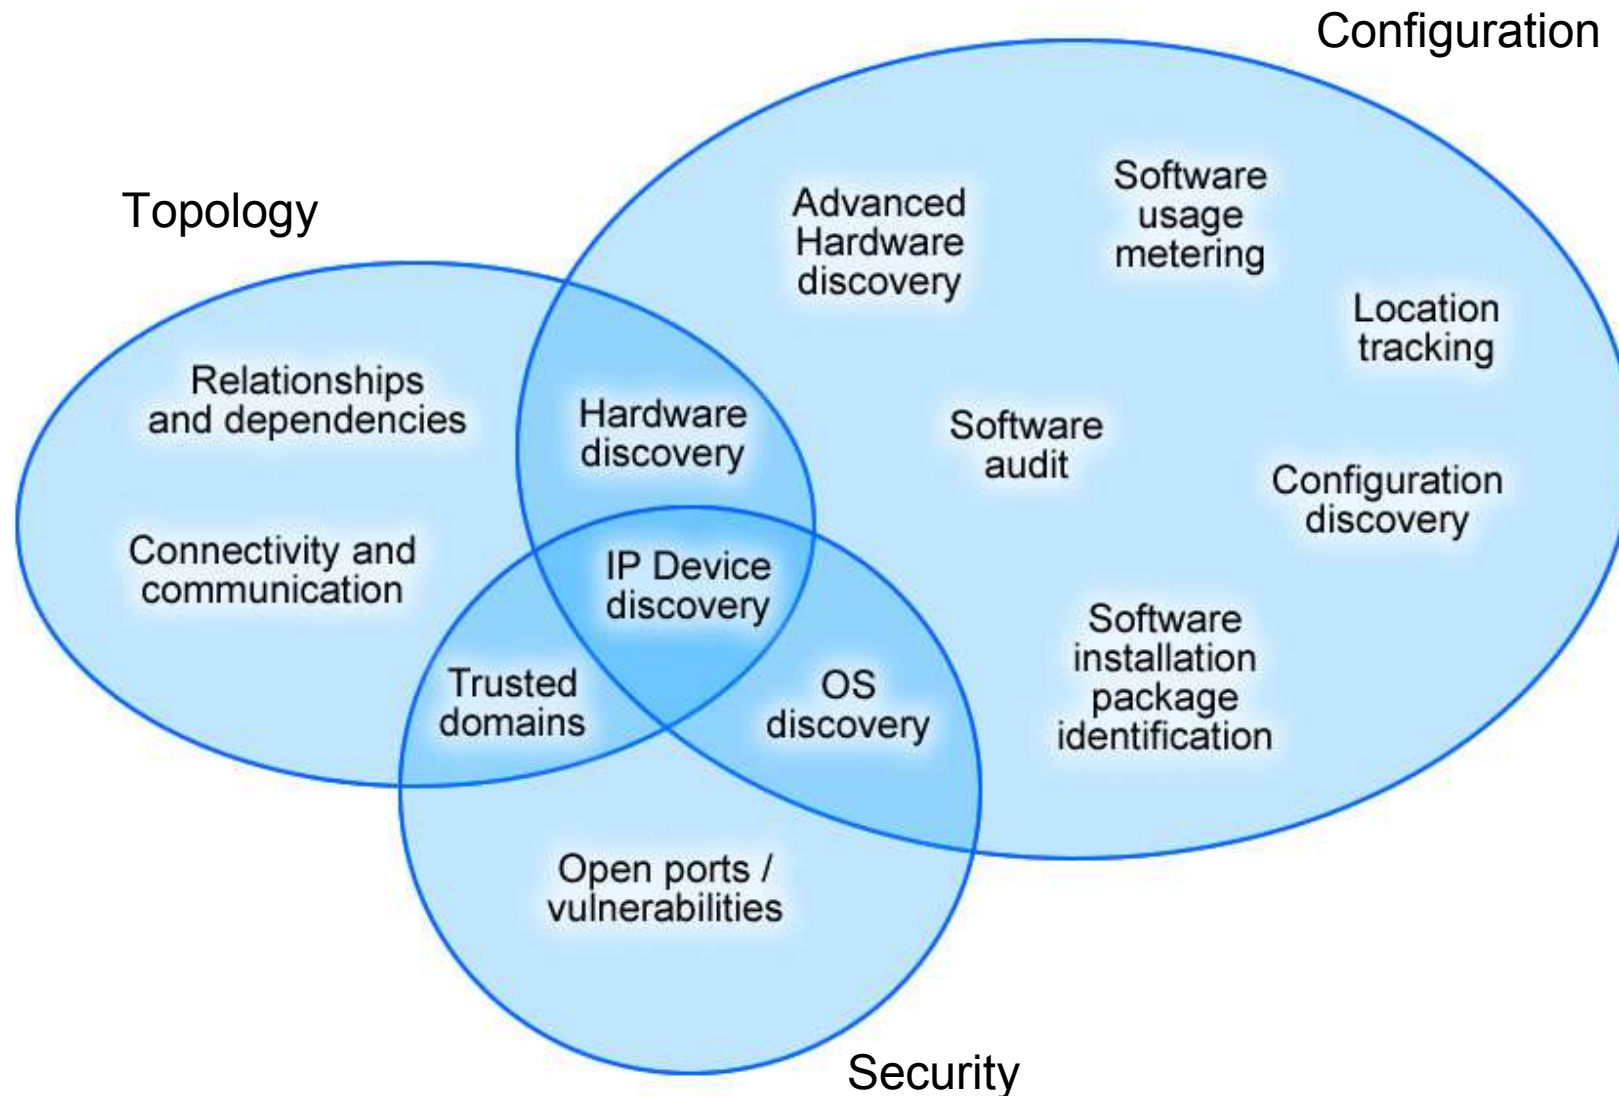 Configuration
Topology
Advanced
Hardware
discovery
Software
usage
metering
Location
tracking
Relationships
and dependencies
Hardware
discovery
Software
audit
Configuration
discovery
Connectivity and
communication
IP Device
discovery
Trusted
domains
OS
discovery
Software
installation
package
identification
Open ports /
vulnerabilities
Security